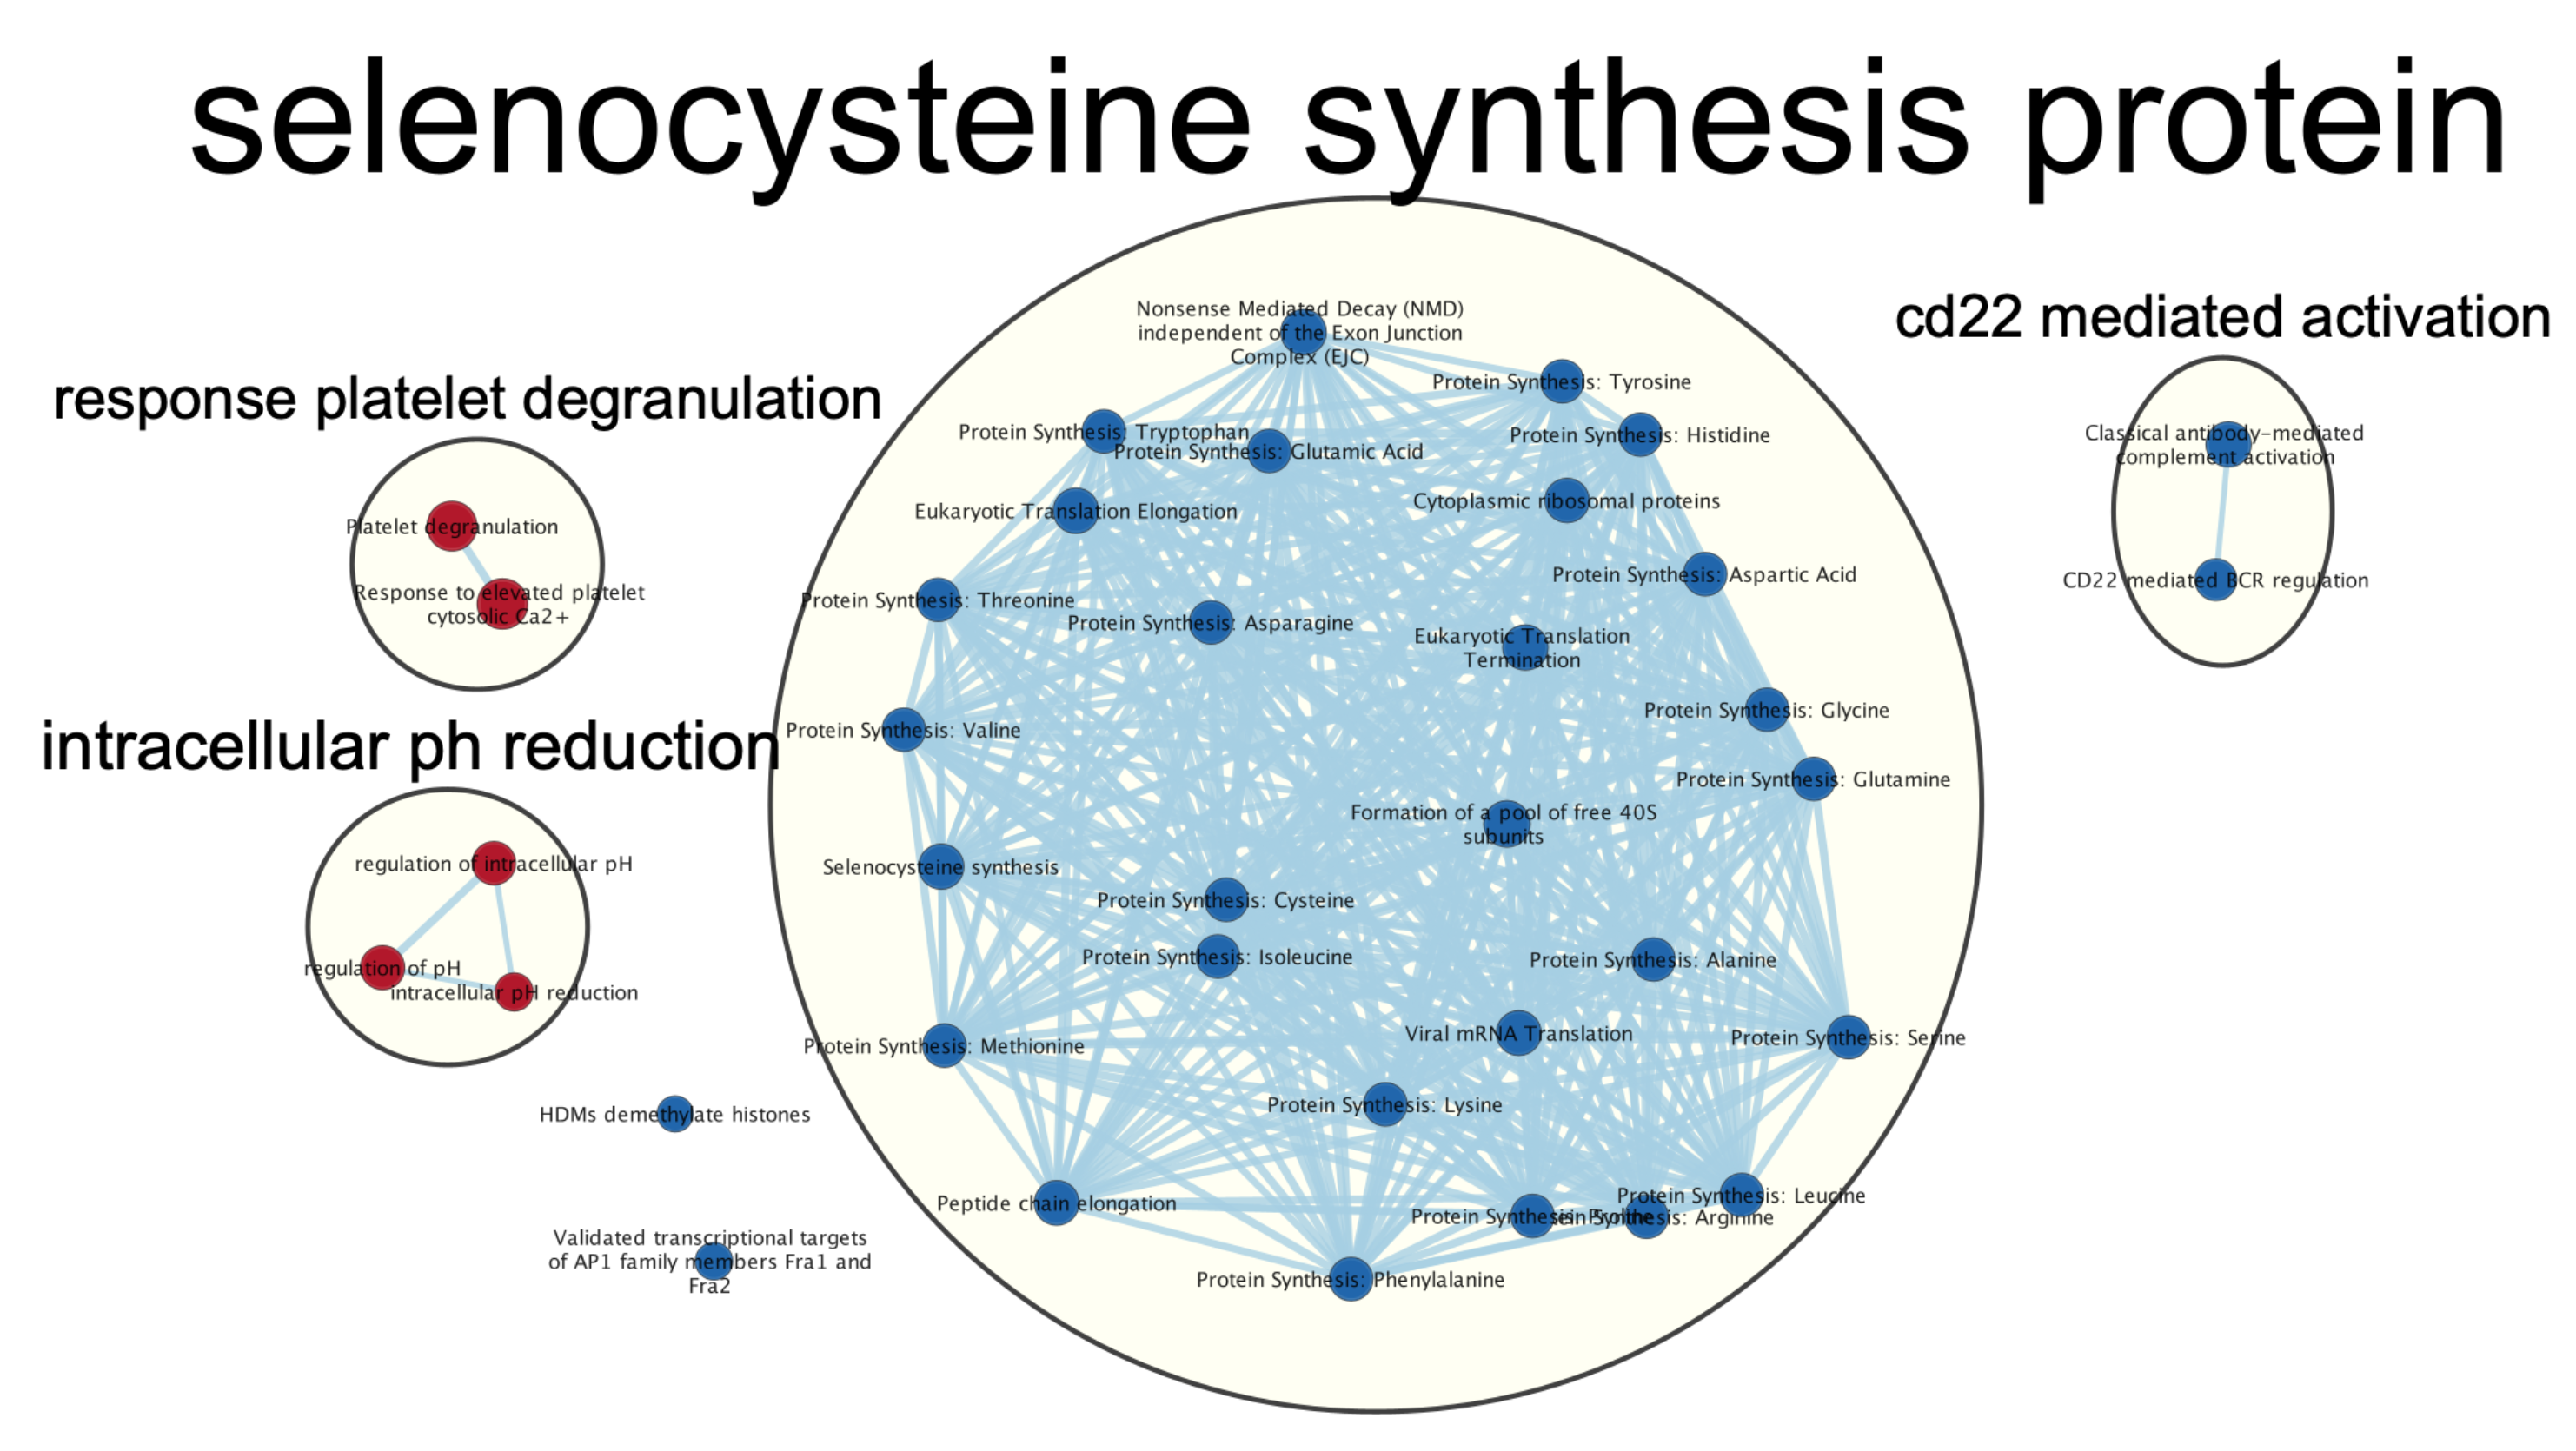 selenocysteine synthesis protein
response platelet degranulation
Platelet degranulation
Response to elevated platelet
cytosolic Ca2+
intracellular ph reduction
regulation of intracellular pH
regulation of pH
intracellular pH reduction
HDMs demethylate histones
Validated transcriptional targets
of AP1 family members Fra1 and
Fra2
Nonsense Mediated Decay (NMD)
independent of the Exon Junction
Complex (EJC)
Protein Synthesis: Tyrosine
Protein Synthesis: Tryptophan
Protein Synthesis: Histidine
Protein Synthesis: Glutamic Acid
Cytoplasmic ribosomal proteins
Eukaryotic Translation Elongation
Protein Synthesis: Aspartic Acid
Protein Synthesis: Threonine
Protein Synthesis: Asparagine
Eukaryotic Translation
Termination
Protein Synthesis: Glycine
Protein Synthesis: Valine
Protein Synthesis: Glutamine
Formation of a pool of free 40S
subunits
Selenocysteine synthesis
Protein Synthesis: Cysteine
Protein Synthesis: Isoleucine
Protein Synthesis: Alanine
Viral mRNA Translation
Protein Synthesis: Serine
Protein Synthesis: Methionine
Protein Synthesis: Lysine
Peptide chain elongation
Protein Synthesis: Leucine
Protein Synthesis: Proline
Synthesis: Arginine
Protein Synthesis: Phenylalanine
cd22 mediated activation
Classical antibody-mediated
complement activation
CD22 mediated BCR regulation